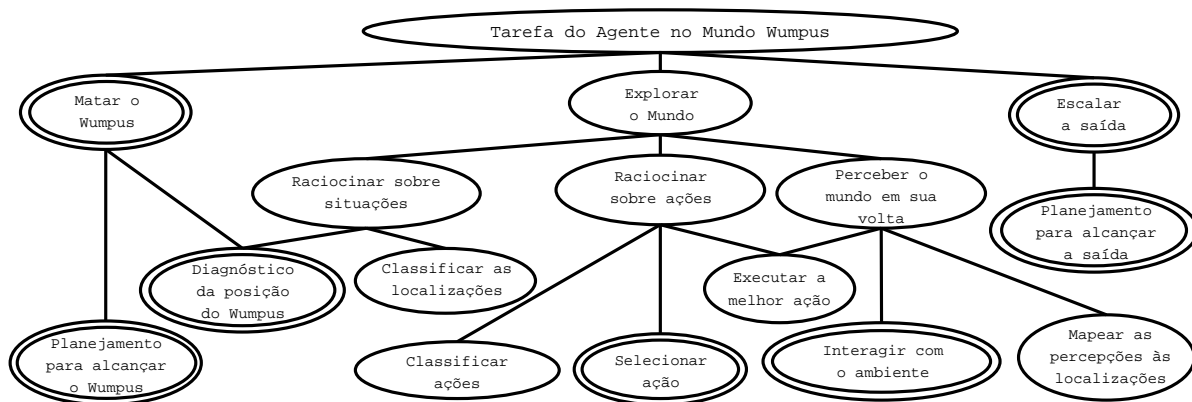 Tarefa do Agente no Mundo Wumpus
Matar o
Wumpus
Explorar
o Mundo
Escalar
a saída
Raciocinar sobre
situações
Raciocinar
sobre ações
Perceber o
mundo em sua
volta
Planejamento
para alcançar
a saída
Diagnóstico
da posição
do Wumpus
Classificar as
localizações
Executar a
melhor ação
Planejamento
para alcançar
o Wumpus
Classificar
ações
Selecionar
ação
Interagir com
o ambiente
Mapear as
percepções às
localizações